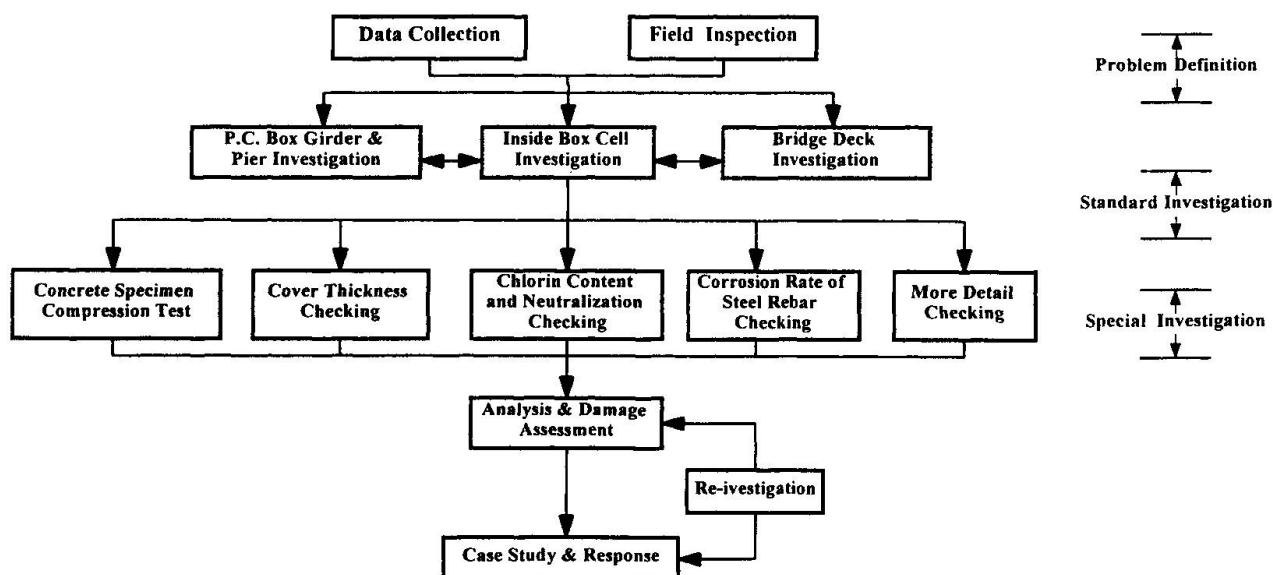 Data Collection
Field Inspection
Problem Definition
P.C. Box Girder &
Pier Investigation
Inside Box Cell
Investigation
Bridge Deck
Investigation
Standard Investigation
Concrete Specimen
Compression Test
Cover Thickness
Checking
Chlorin Content
and Neutralization
Checking
Corrosion Rate of
Steel Rebar
Checking
More Detail
Checking
Special Investigation
Analysis & Damage
Assessment
Re-ivestigation
Case Study & Response